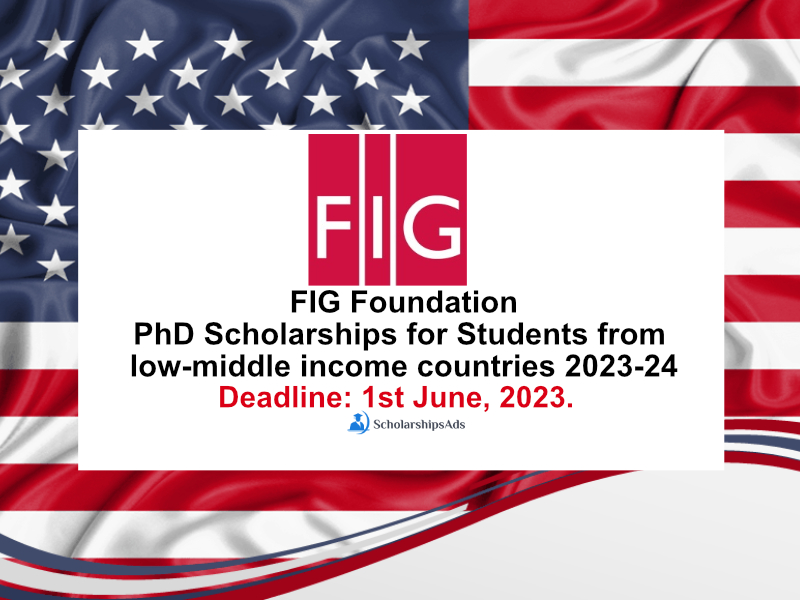 FIG
FIG Foundation
PhD Scholarships for Students from
low-middle income countries 2023-24
Deadline: 1st June, 2023.
ScholarshipsAds